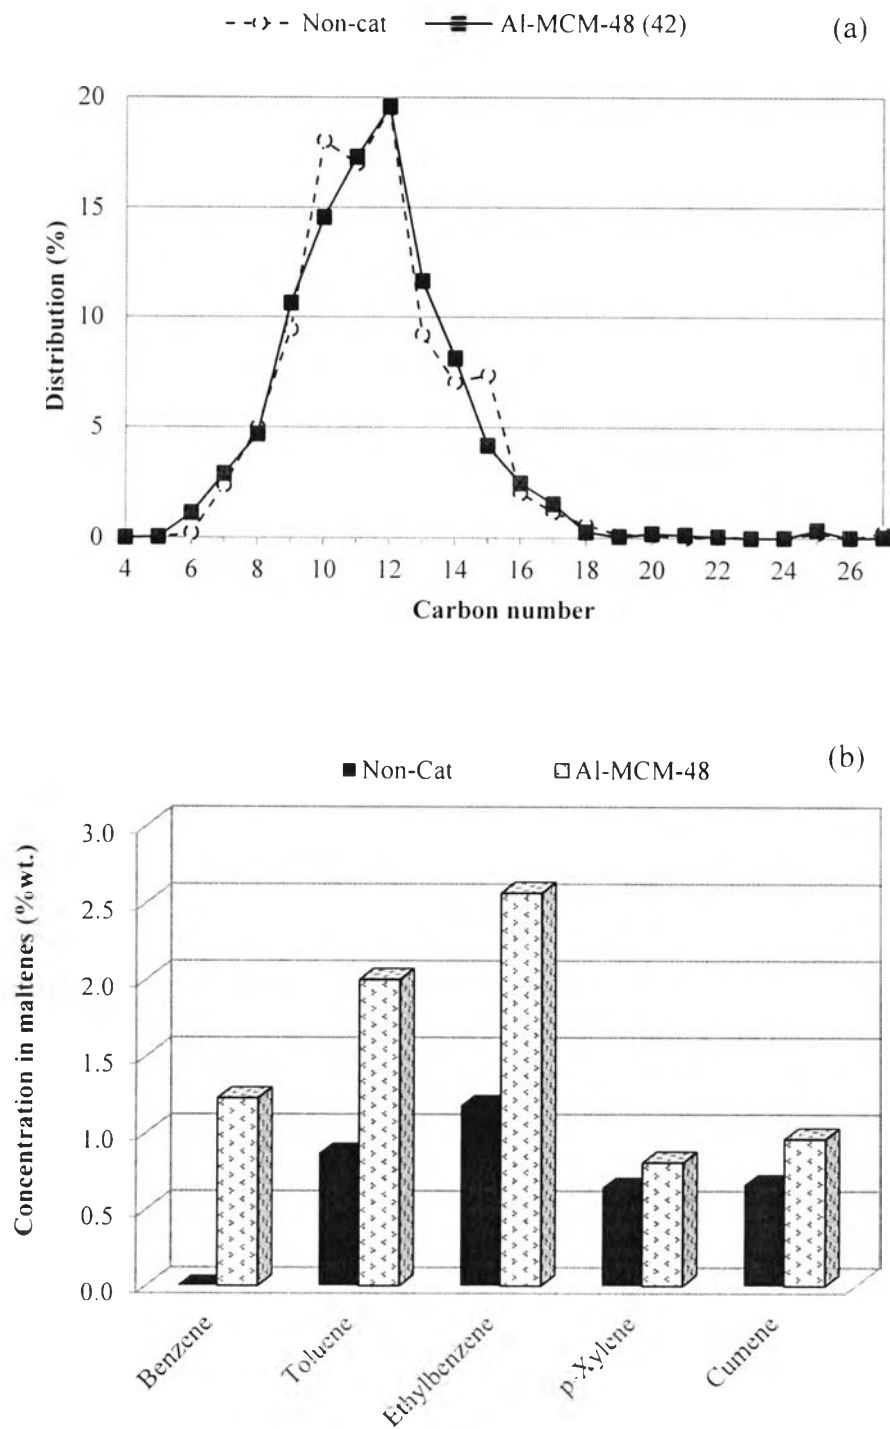 Non-cat Al-MCM-48 (42) (a)
20
15
10
5
0
Distribution (%)
4 6 8 10 12 14 16 18 20 22 24 26
Carbon number
(b)
Non-Cat Al-MCM-48
Concentration in maltenes (%wt.)
3.0
2.5
2.0
1.5
1.0
0.5
0.0
Benzene
Toluene
Ethylbenzene
p-Xylene
Cumene